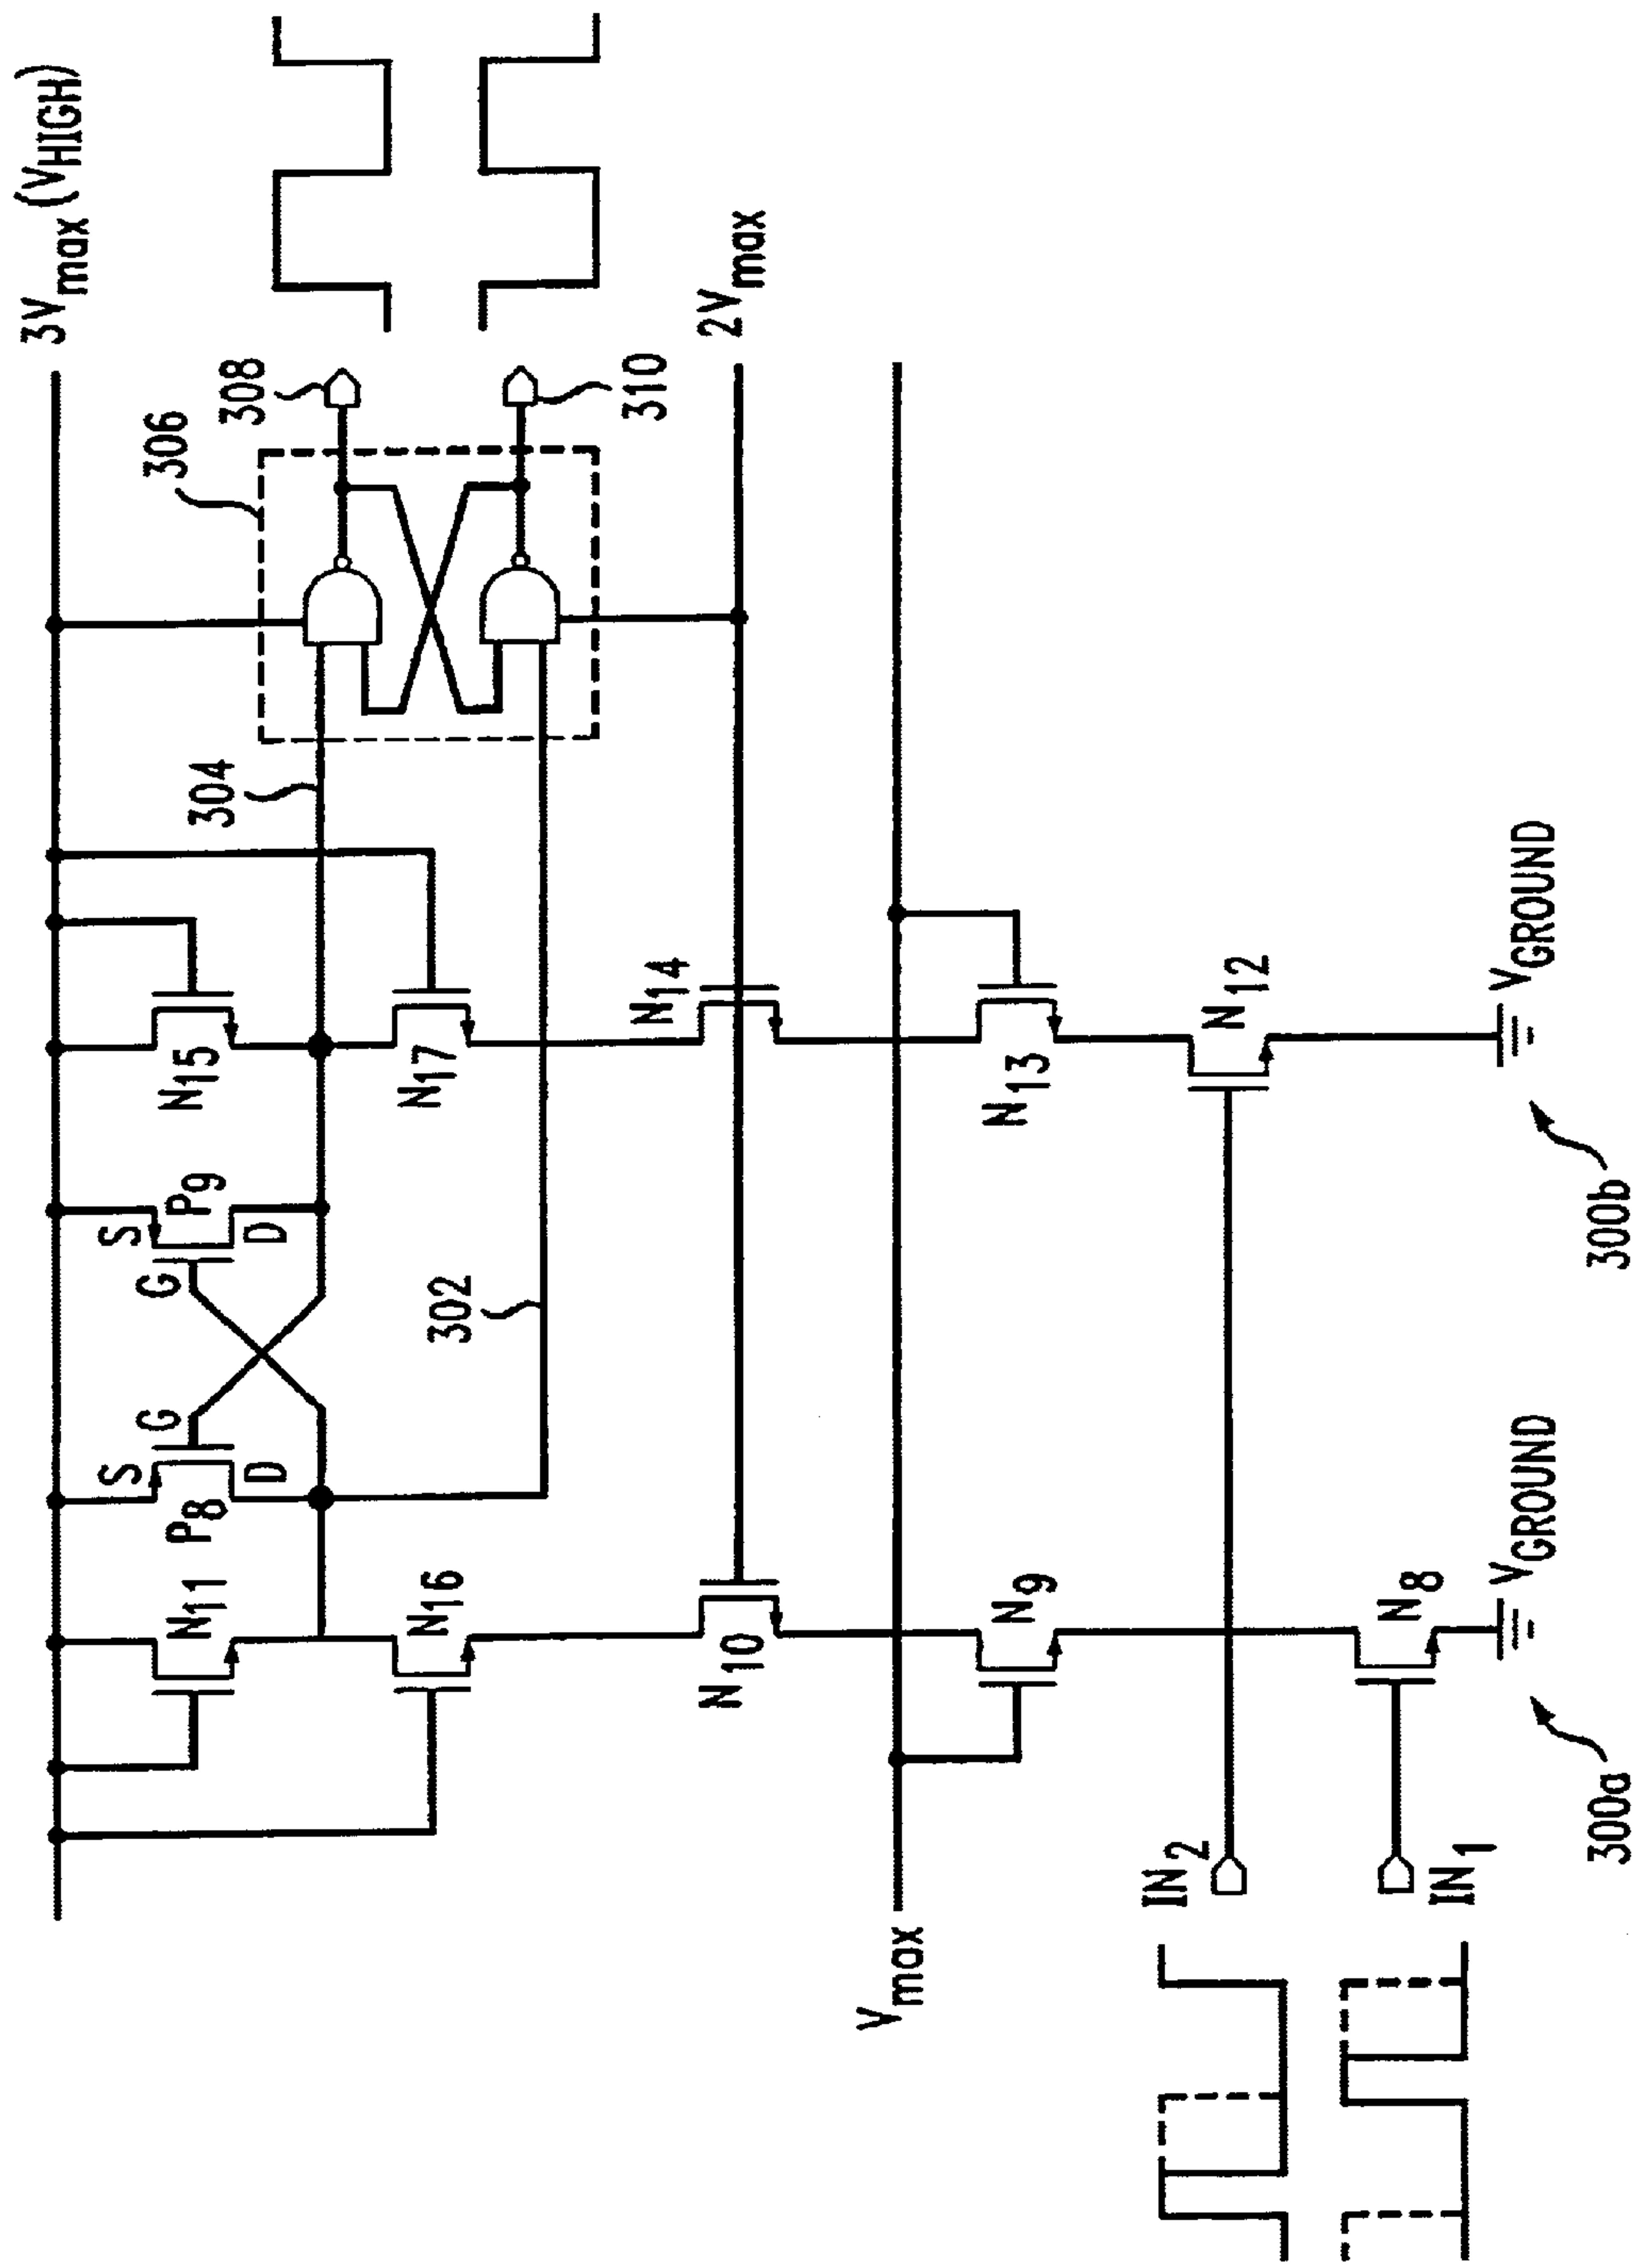 3Vmax(VHIGH)
308
306
310
2Vmax
304
N15
N17
N14
N13
N12
VGROUND
300b
S
P9
G
D
302
G
S
D
P8
N11
N16
N10
N9
N8
VGROUND
300a
Vmax
IN2
IN1